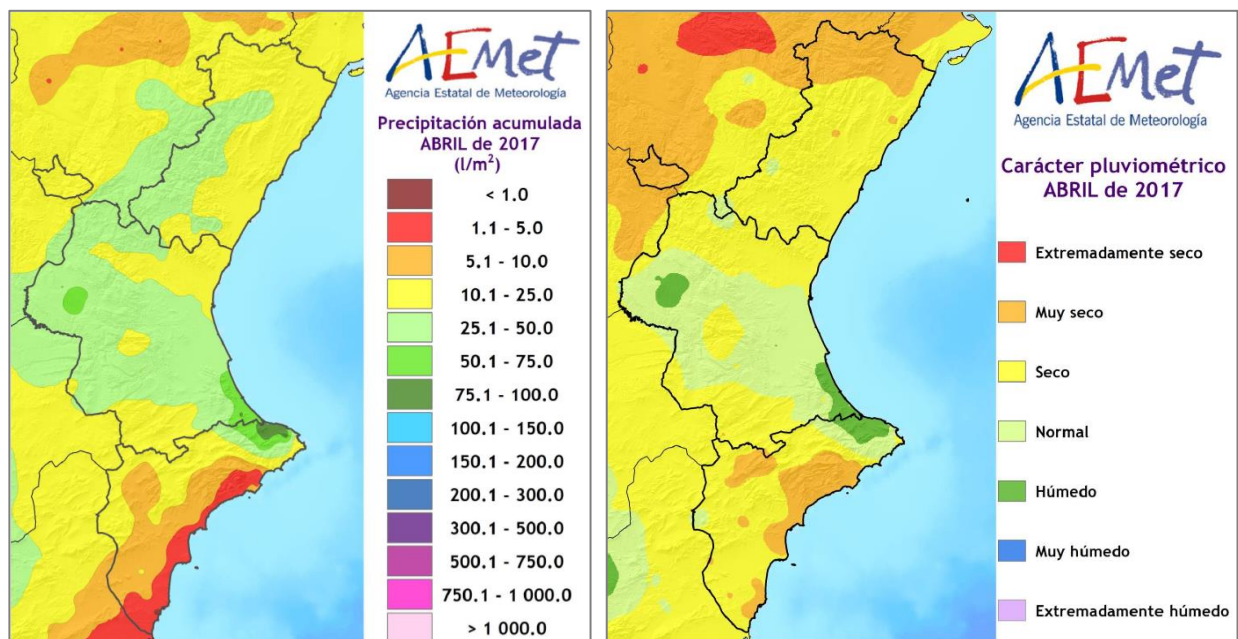 AEMet
Agencia Estatal de Meteorología
Precipitación acumulada
ABRIL de 2017
(l/m²)
< 1.0
1.1 - 5.0
5.1 - 10.0
10.1 - 25.0
25.1 - 50.0
50.1 - 75.0
75.1 - 100.0
100.1 - 150.0
150.1 - 200.0
200.1 - 300.0
300.1 - 500.0
500.1 - 750.0
750.1 - 1 000.0
> 1 000.0
AEMet
Agencia Estatal de Meteorología
Carácter pluviométrico
ABRIL de 2017
Extremadamente seco
Muy seco
Seco
Normal
Húmedo
Muy húmedo
Extremadamente húmedo